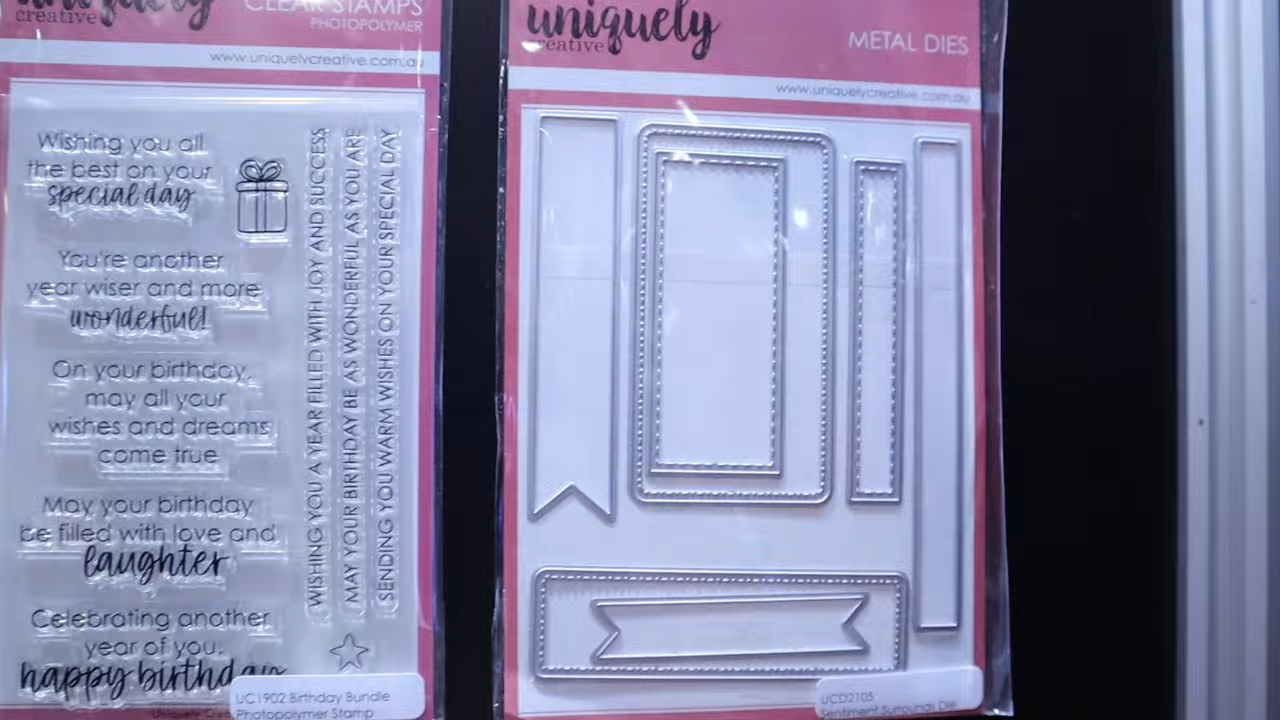 uniquely
creative
CLEAR STAMPS
PHOTOPOLYMER
www.uniquelycreative.com.au
Wishing you all
the best on your
special day
You're another
year wiser and more
wonderful!
On your birthday,
may all your
wishes and dreams
come true
May your birthday
be filled with love and
laughter
Celebrating another
year of you,
happy birthday
WISHING YOU A YEAR FILLED WITH JOY AND SUCCESS
MAY YOUR BIRTHDAY BE AS WONDERFUL AS YOU ARE
SENDING YOU WARM WISHES ON YOUR SPECIAL DAY
UC1902 Birthday Bundle
Photopolymer Stamp
uniquely
creative
METAL DIES
www.uniquelycreative.com.au
UCD2105
Sentiment Surrounds Die